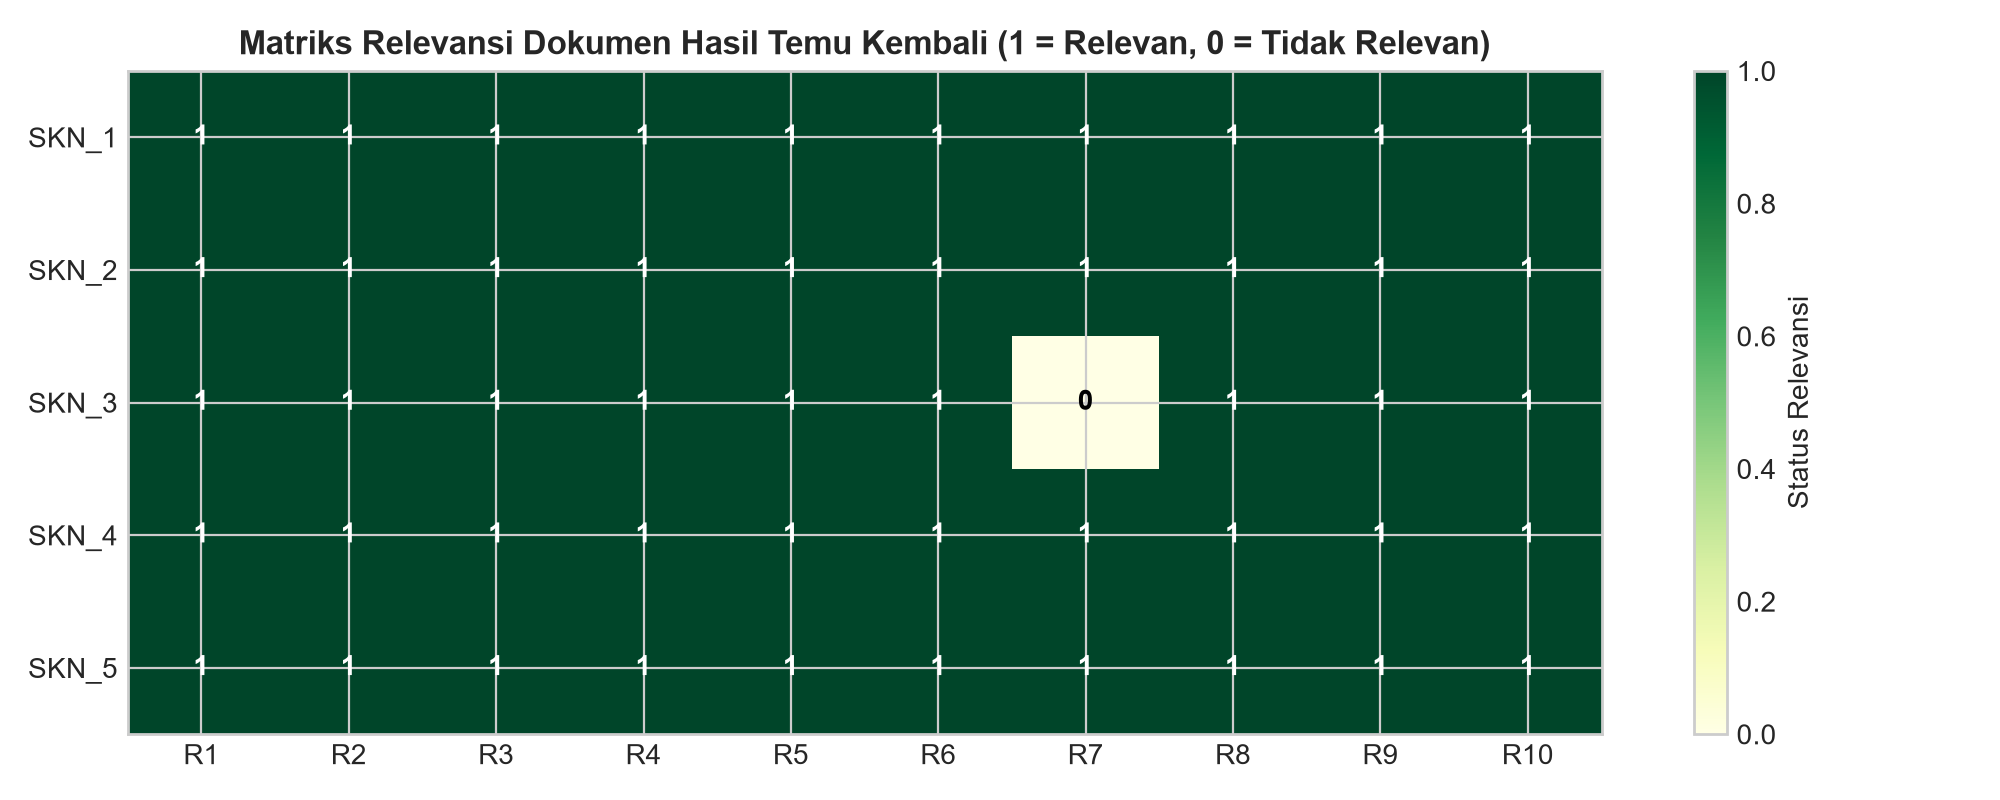 Matriks Relevansi Dokumen Hasil Temu Kembali (1 = Relevan, 0 = Tidak Relevan)
SKN_1 1 1 1 1 1 1 1 1 1 1
SKN_2 1 1 1 1 1 1 1 1 1 1
SKN_3 1 1 1 1 1 1 0 1 1 1
SKN_4 1 1 1 1 1 1 1 1 1 1
SKN_5 1 1 1 1 1 1 1 1 1 1
R1 R2 R3 R4 R5 R6 R7 R8 R9 R10
1.0
0.8
0.6
0.4
0.2
0.0
Status Relevansi